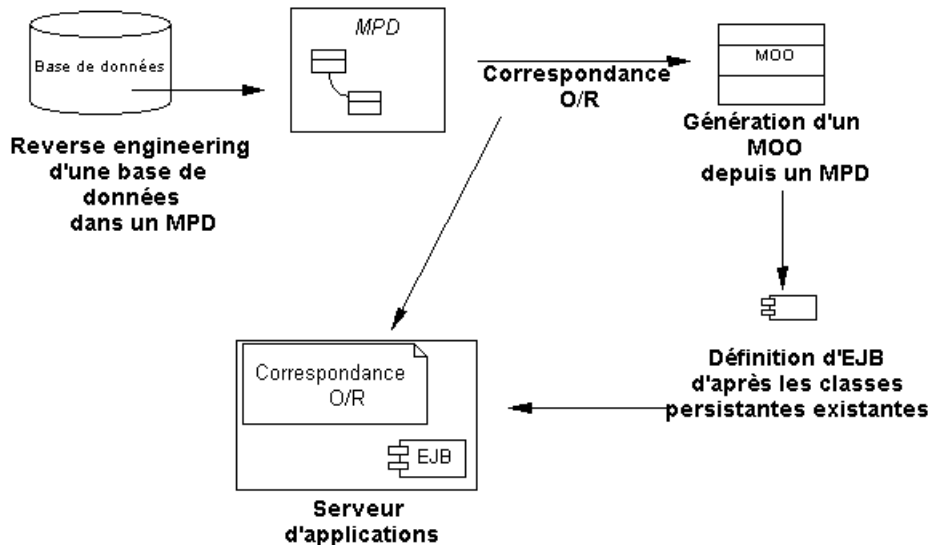 Base de données
Reverse engineering
d'une base de
données
dans un MPD
MPD
Correspondance
O/R
MOO
Génération d'un
MOO
depuis un MPD
Définition d'EJB
d'après les classes
persistantes existantes
Correspondance
O/R
EJB
Serveur
d'applications